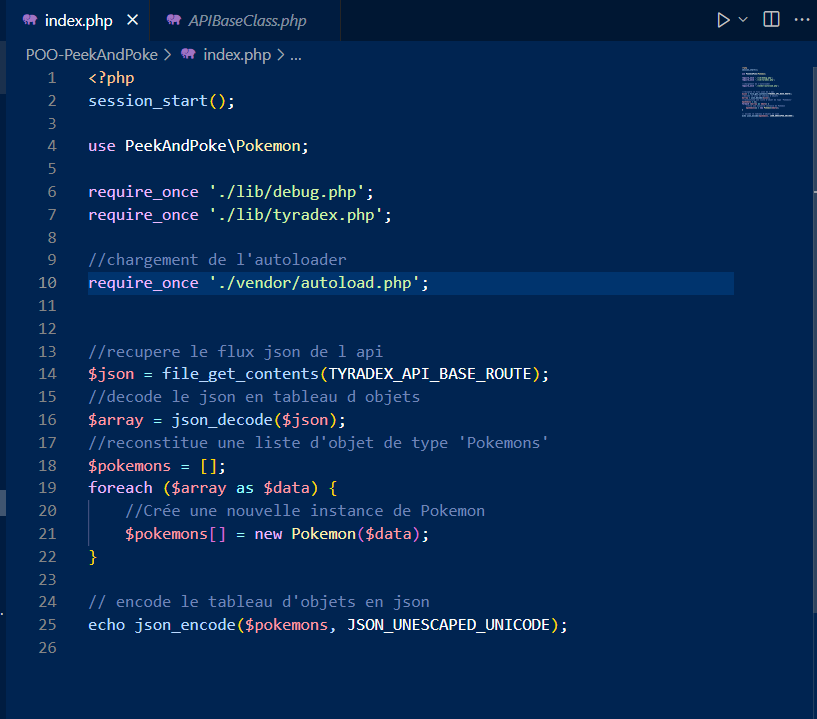 index.php
APIBaseClass.php
POO-PeekAndPoke > index.php > ...
1 <?php
2 session_start();
3
4 use PeekAndPoke\Pokemon;
5
6 require_once './lib/debug.php';
7 require_once './lib/tyradex.php';
8
9 //chargement de l'autoloader
10 require_once './vendor/autoload.php';
11
12
13 //recupere le flux json de l api
14 $json = file_get_contents(TYRADEX_API_BASE_ROUTE);
15 //decode le json en tableau d objets
16 $array = json_decode($json);
17 //reconstitue une liste d'objet de type 'Pokemons'
18 $pokemons = [];
19 foreach ($array as $data) {
20 //Crée une nouvelle instance de Pokemon
21 $pokemons[] = new Pokemon($data);
22 }
23
24 // encode le tableau d'objets en json
25 echo json_encode($pokemons, JSON_UNESCAPED_UNICODE);
26